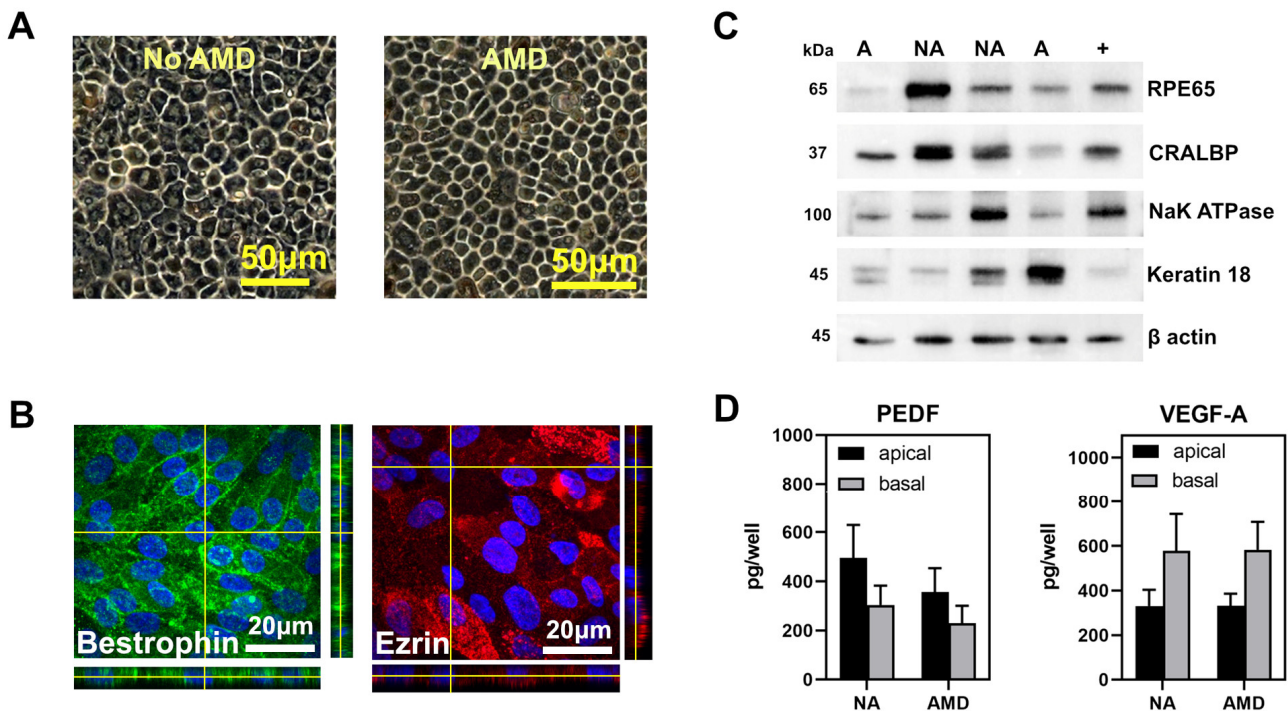 A
No AMD
50μm
AMD
50μm
B
Bestrophin
20μm
Ezrin
20μm
C
kDa A NA NA A +
65 RPE65
37 CRALBP
100 NaK ATPase
45 Keratin 18
45 β actin
D
PEDF
pg/well
1000
800
600
400
200
0
apical
basal
NA AMD
VEGF-A
pg/well
1000
800
600
400
200
0
apical
basal
NA AMD